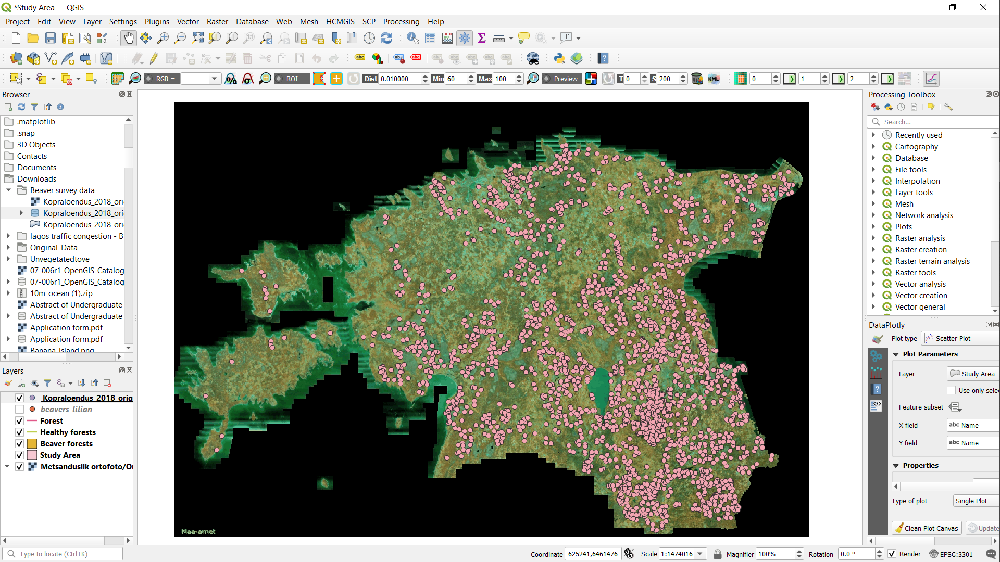 *Study Area — QGIS
Project Edit View Layer Settings Plugins Vector Raster Database Web Mesh HCMGIS SCP Processing Help
RGB = - ROI Dist 0.010000 Min 60 Max 100 Preview T 0 S 200 KML 0 1 2
Browser
.matplotlib
.snap
3D Objects
Contacts
Documents
Downloads
Beaver survey data
Kopraloendus_2018_ori
Kopraloendus_2018_ori
Kopraloendus_2018_ori
lagos traffic congestion - B
Original_Data
Unvegetatedtove
07-006r1_OpenGIS_Catalog
07-006r1_OpenGIS_Catalog
10m_ocean (1).zip
Abstract of Undergraduate
Abstract of Undergraduate
Application form.pdf
Application form.pdf
Banana_Island.png
Layers
Kopraloendus_2018_orig
beavers_lilian
Forest
Healthy forests
Beaver forests
Study Area
Metsanduslik ortofoto/O
Maa-amet
Processing Toolbox
Search...
Recently used
Cartography
Database
File tools
Interpolation
Layer tools
Mesh
Network analysis
Plots
Raster analysis
Raster creation
Raster terrain analysis
Raster tools
Vector analysis
Vector creation
Vector general
DataPlotly
Plot type Scatter Plot
Plot Parameters
Layer Study Area
Use only sele
Feature subset
X field abc Name
Y field abc Name
Properties
Type of plot Single Plot
Clean Plot Canvas Update
Type to locate (Ctrl+K) Coordinate 625241,6461476 Scale 1:1474016 Magnifier 100% Rotation 0.0 ° Render EPSG:3301